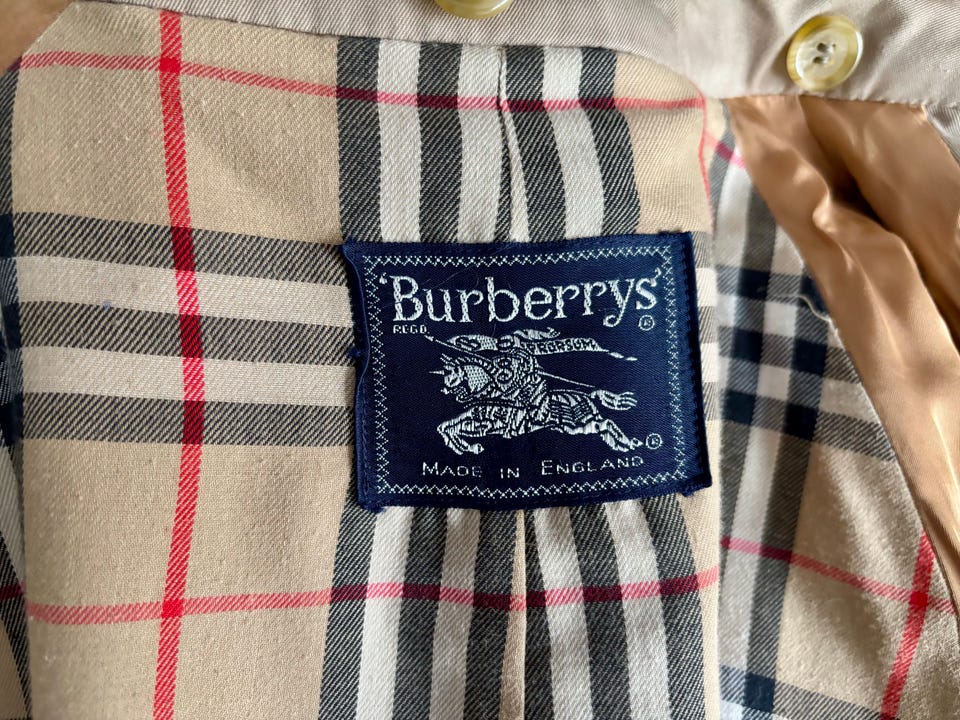 'Burberrys'
REGD.
®
PRORSUM
®
MADE IN ENGLAND